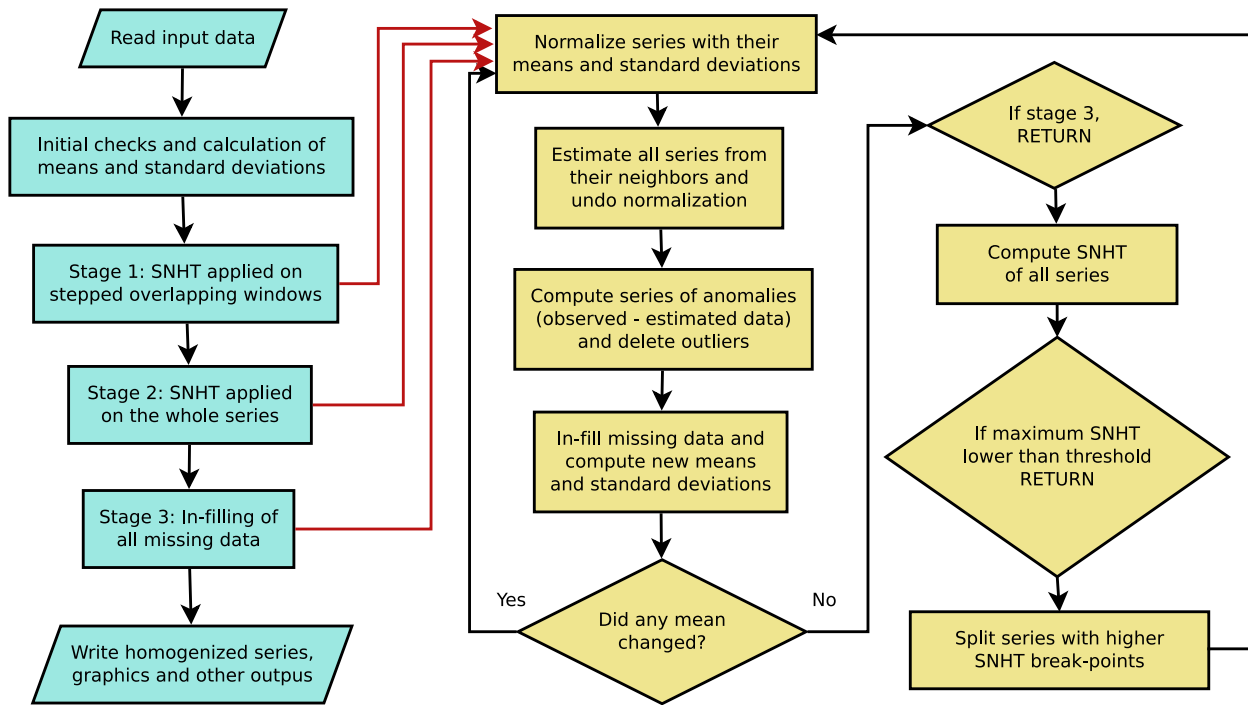 Read input data
Initial checks and calculation of
means and standard deviations
Stage 1: SNHT applied on
stepped overlapping windows
Stage 2: SNHT applied
on the whole series
Stage 3: In-filling of
all missing data
Write homogenized series,
graphics and other outpus
Normalize series with their
means and standard deviations
Estimate all series from
their neighbors and
undo normalization
Compute series of anomalies
(observed - estimated data)
and delete outliers
In-fill missing data and
compute new means
and standard deviations
Yes
Did any mean
changed?
No
If stage 3,
RETURN
Compute SNHT
of all series
If maximum SNHT
lower than threshold
RETURN
Split series with higher
SNHT break-points